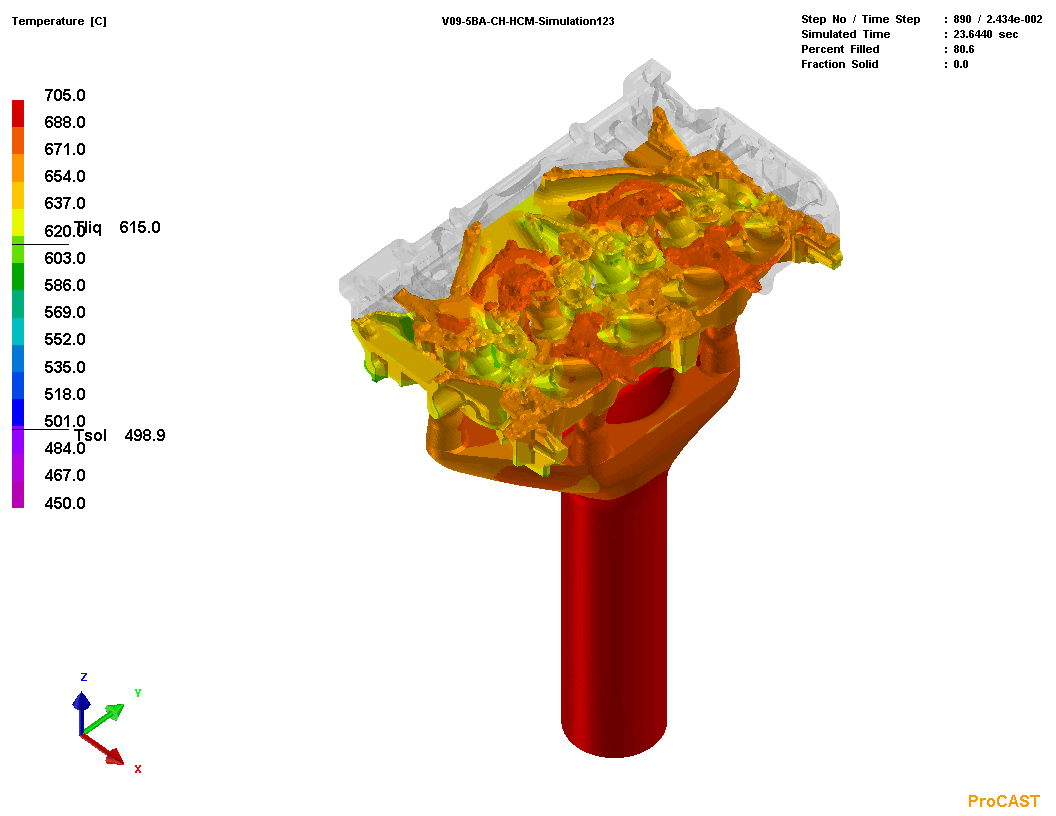 Temperature [C]
V09-5BA-CH-HCM-Simulation123
Step No / Time Step : 890 / 2.434e-002
Simulated Time : 23.6440 sec
Percent Filled : 80.6
Fraction Solid : 0.0
705.0
688.0
671.0
654.0
637.0
620.0
Tliq 615.0
603.0
586.0
569.0
552.0
535.0
518.0
501.0
Tsol 498.9
484.0
467.0
450.0
Z
Y
X
ProCAST